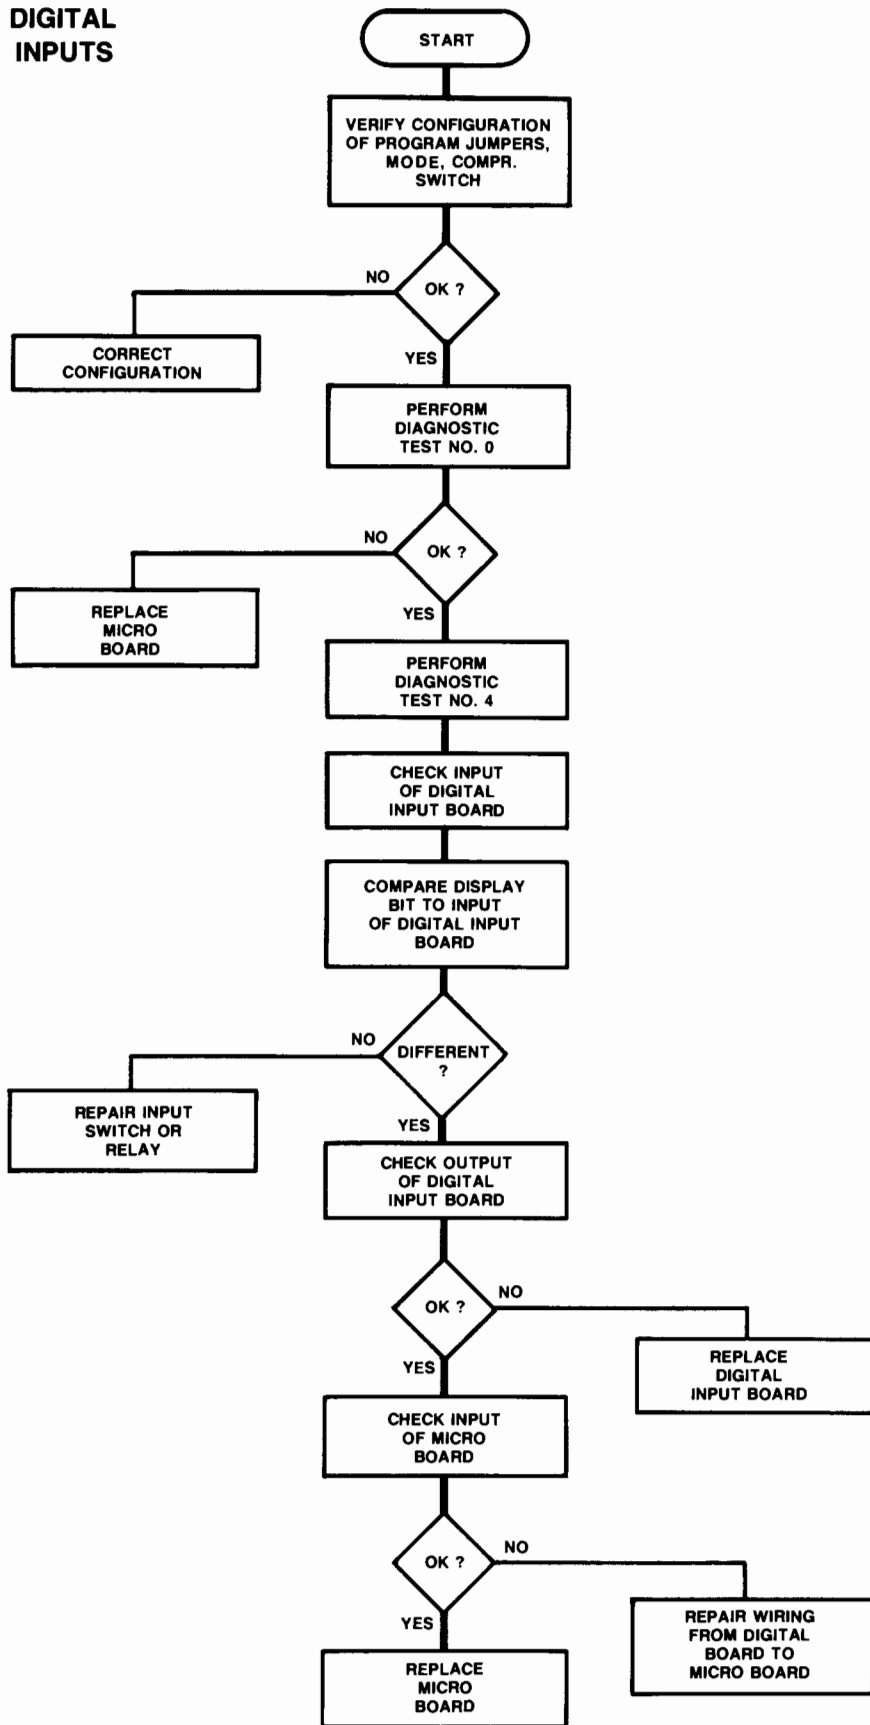 DIGITAL
INPUTS
START
VERIFY CONFIGURATION
OF PROGRAM JUMPERS,
MODE, COMPR.
SWITCH
OK ?
NO
CORRECT
CONFIGURATION
YES
PERFORM
DIAGNOSTIC
TEST NO. 0
OK ?
NO
REPLACE
MICRO
BOARD
YES
PERFORM
DIAGNOSTIC
TEST NO. 4
CHECK INPUT
OF DIGITAL
INPUT BOARD
COMPARE DISPLAY
BIT TO INPUT
OF DIGITAL INPUT
BOARD
DIFFERENT
?
NO
REPAIR INPUT
SWITCH OR
RELAY
YES
CHECK OUTPUT
OF DIGITAL
INPUT BOARD
OK ?
NO
REPLACE
DIGITAL
INPUT BOARD
YES
CHECK INPUT
OF MICRO
BOARD
OK ?
NO
REPAIR WIRING
FROM DIGITAL
BOARD TO
MICRO BOARD
YES
REPLACE
MICRO
BOARD